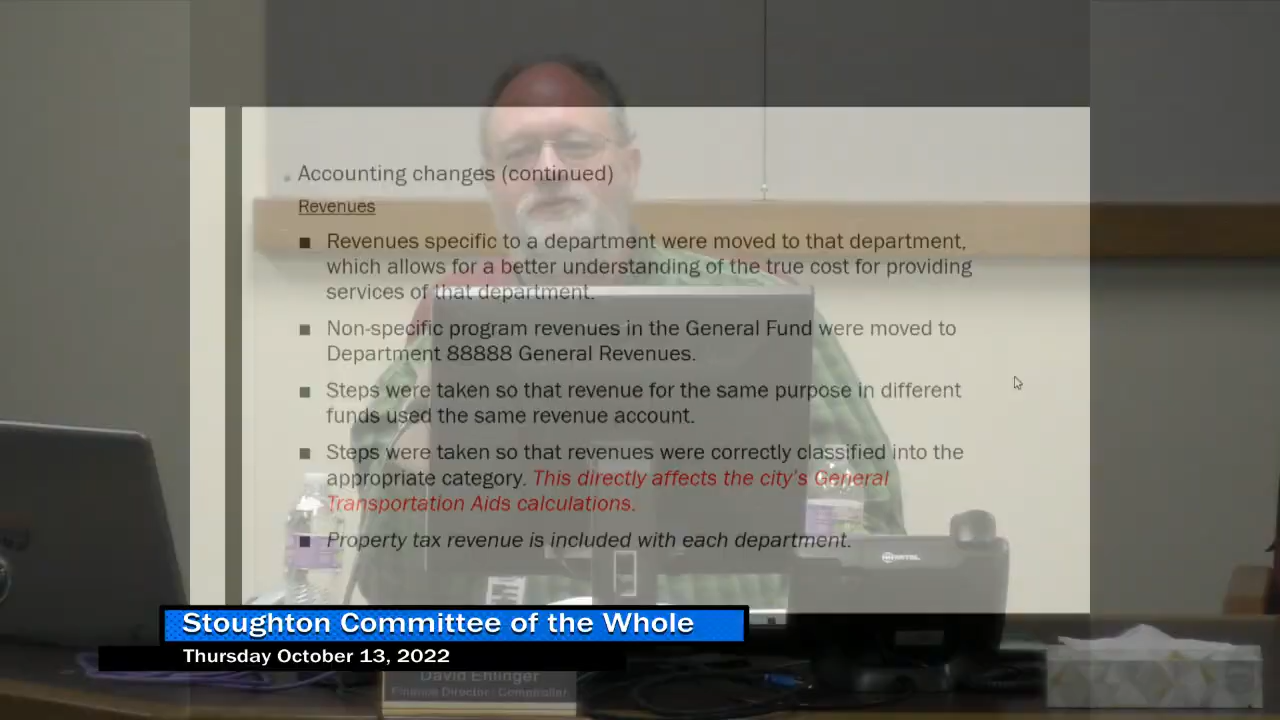 Accounting changes (continued)
Revenues
Revenues specific to a department were moved to that department,
which allows for a better understanding of the true cost for providing
services of that department.
Non-specific program revenues in the General Fund were moved to
Department 88888 General Revenues.
Steps were taken so that revenue for the same purpose in different
funds used the same revenue account.
Steps were taken so that revenues were correctly classified into the
appropriate category. This directly affects the city's General
Transportation Aids calculations.
Property tax revenue is included with each department.
MITEL
Stoughton Committee of the Whole
Thursday October 13, 2022
David Ehlinger
Finance Director / Comptroller